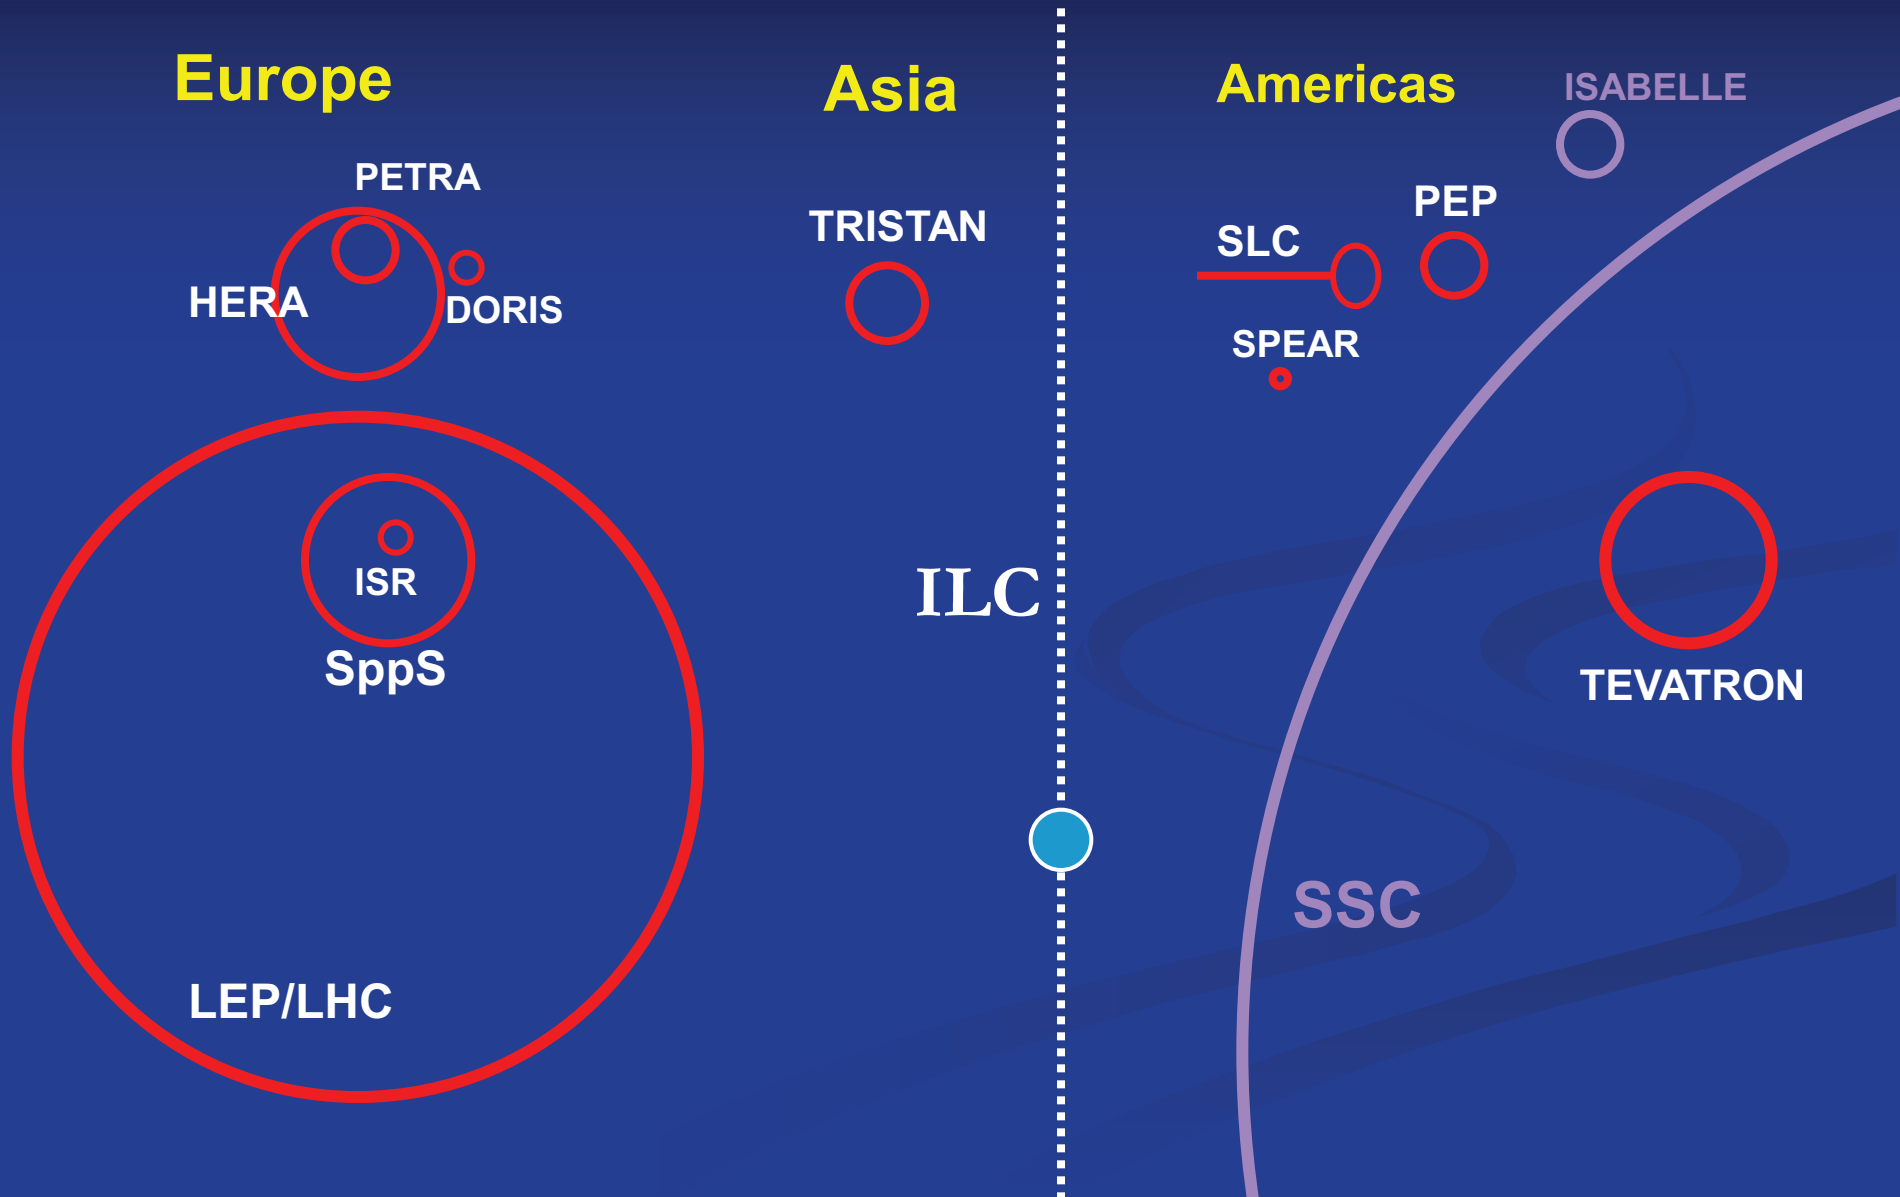 Europe
Asia
Americas
ISABELLE
PETRA
HERA
DORIS
TRISTAN
SLC
PEP
SPEAR
ISR
SppS
ILC
TEVATRON
SSC
LEP/LHC